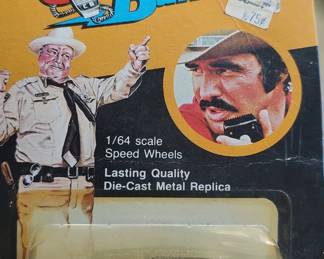 1/64 scale
Speed Wheels
Lasting Quality
Die-Cast Metal Replica